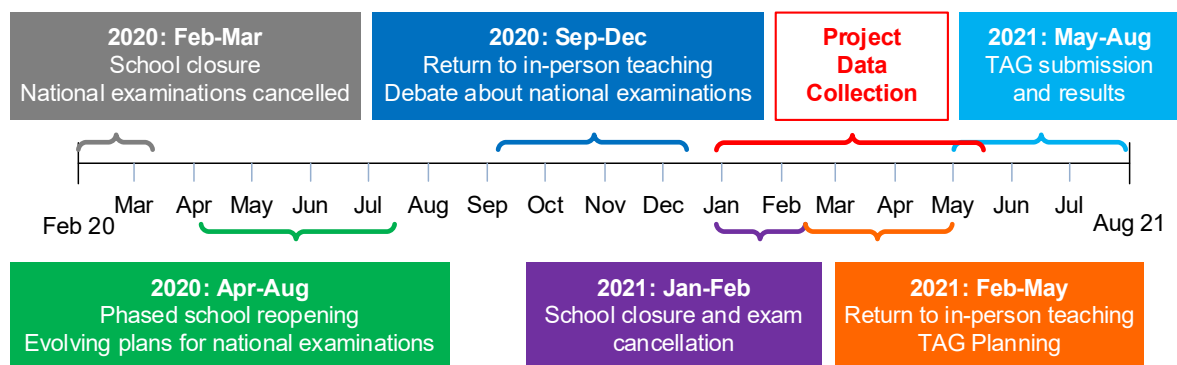 2020: Feb-Mar
School closure
National examinations cancelled
2020: Sep-Dec
Return to in-person teaching
Debate about national examinations
Project
Data
Collection
2021: May-Aug
TAG submission
and results
Feb 20
Mar
Apr
May
Jun
Jul
Aug
Sep
Oct
Nov
Dec
Jan
Feb
Mar
Apr
May
Jun
Jul
Aug 21
2020: Apr-Aug
Phased school reopening
Evolving plans for national examinations
2021: Jan-Feb
School closure and exam
cancellation
2021: Feb-May
Return to in-person teaching
TAG Planning